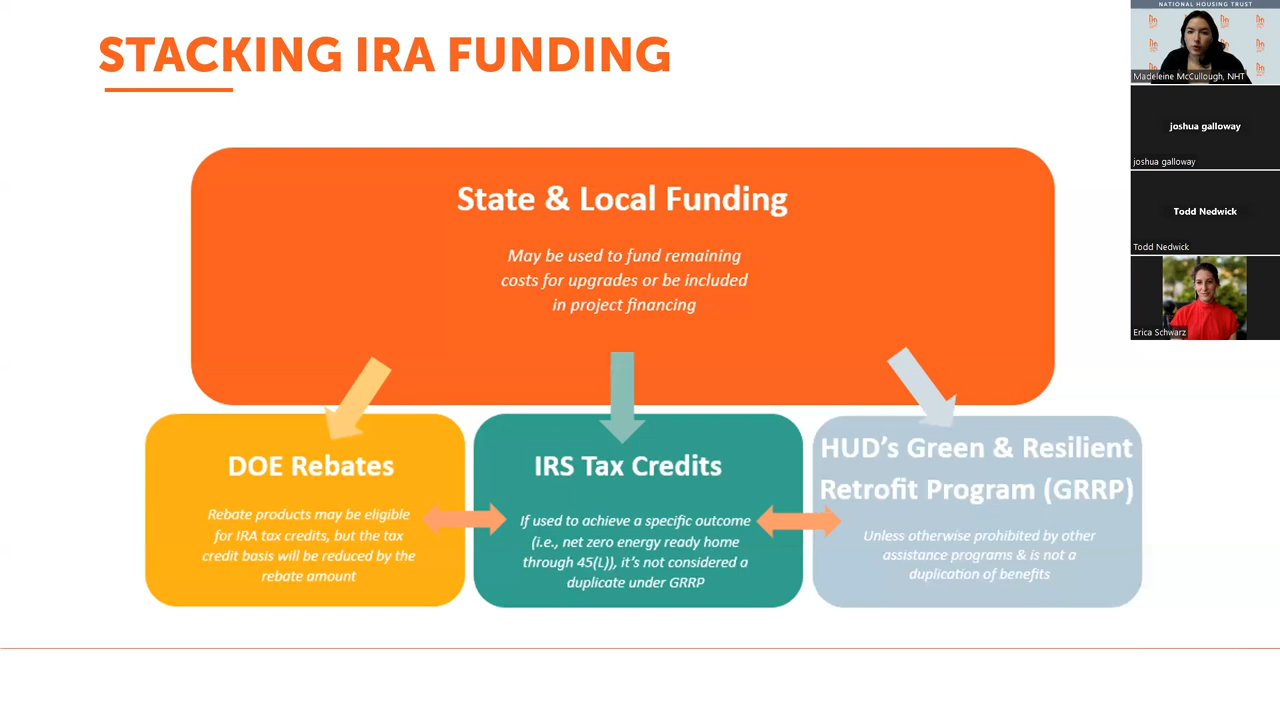 STACKING IRA FUNDING
State & Local Funding
May be used to fund remaining
costs for upgrades or be included
in project financing
DOE Rebates
Rebate products may be eligible
for IRA tax credits, but the tax
credit basis will be reduced by the
rebate amount
IRS Tax Credits
If used to achieve a specific outcome
(i.e., net zero energy ready home
through 45(L)), it's not considered a
duplicate under GRRP
HUD's Green & Resilient
Retrofit Program (GRRP)
Unless otherwise prohibited by other
assistance programs & is not a
duplication of benefits
NATIONAL HOUSING TRUST
Madeleine McCullough, NHT
joshua galloway
joshua galloway
Todd Nedwick
Todd Nedwick
Erica Schwarz